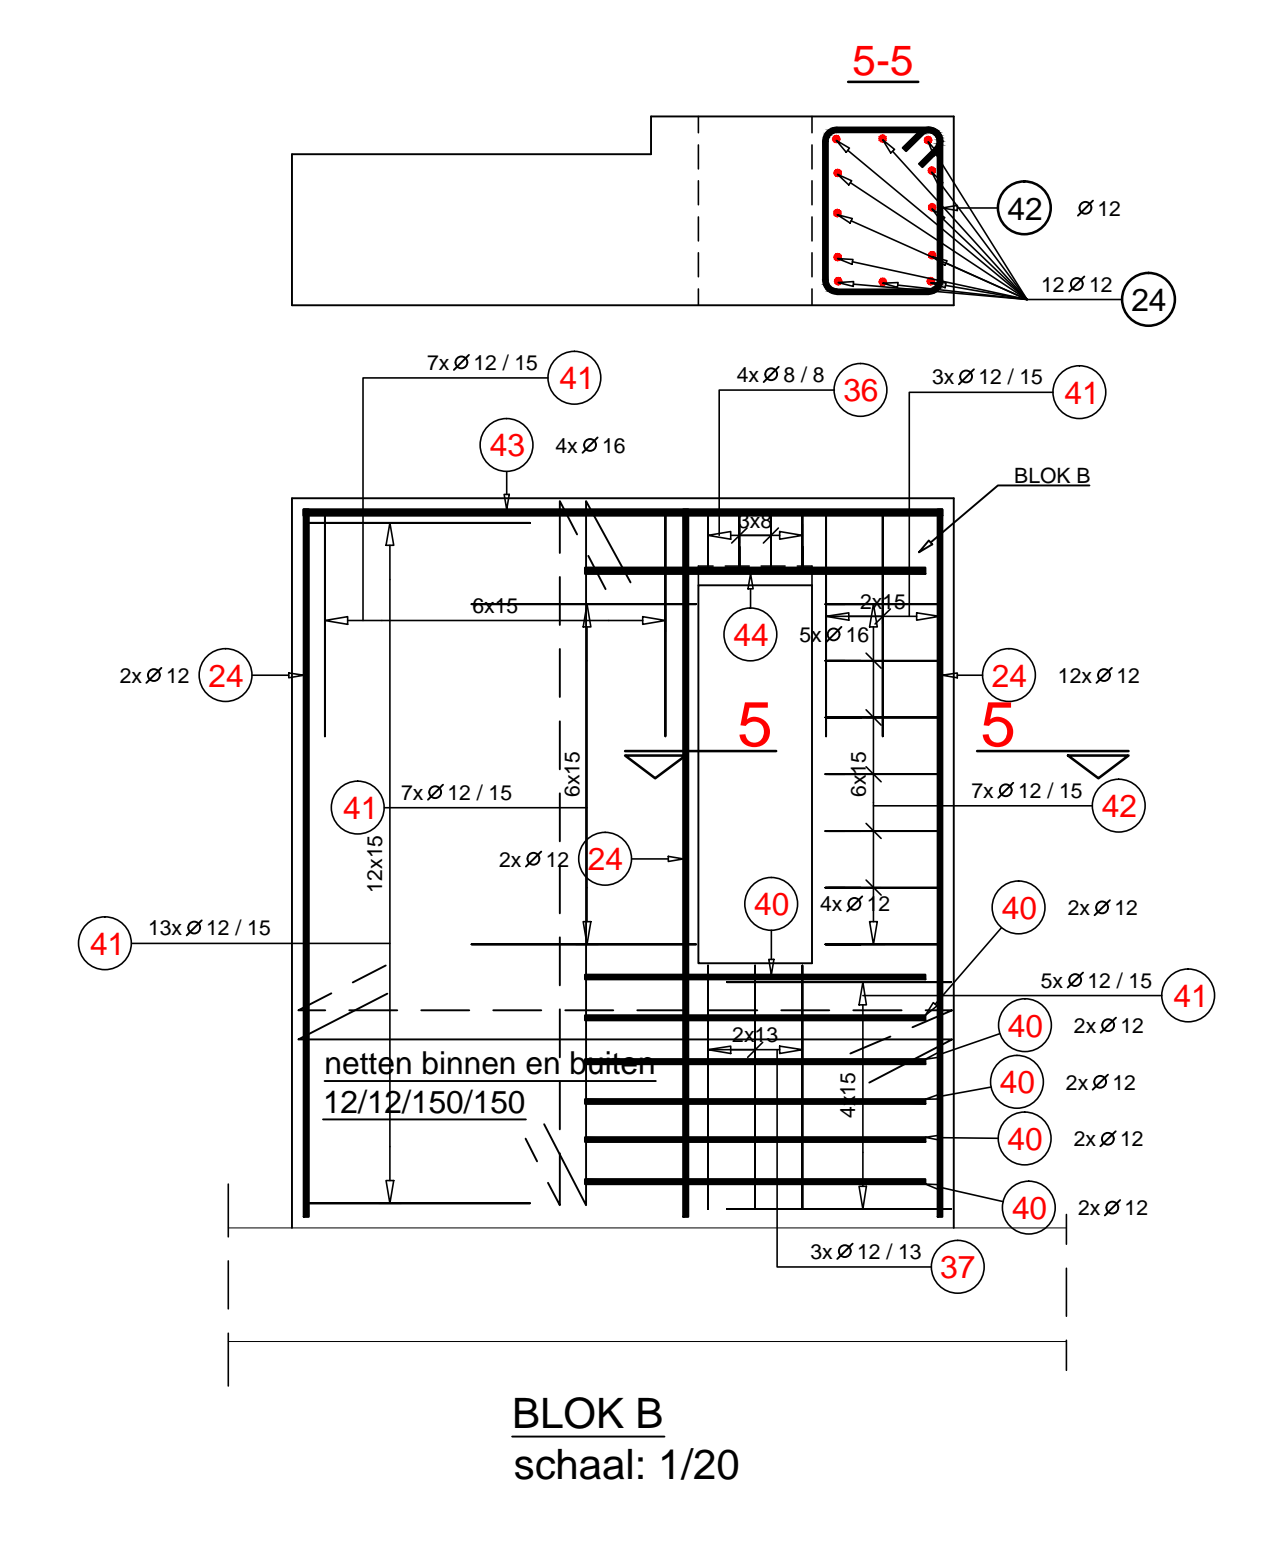 5-5
42 Ø 12
12 Ø 12 24
7x Ø 12 / 15 41
4x Ø 8 / 8 36
3x Ø 12 / 15 41
43 4x Ø 16
BLOK B
3x8
6x15
2x15
44 5x Ø 16
2x Ø 12 24
24 12x Ø 12
5 5
6x15
6x15
41 7x Ø 12 / 15
7x Ø 12 / 15 42
12x15
2x Ø 12 24
40 4x Ø 12
40 2x Ø 12
41 13x Ø 12 / 15
5x Ø 12 / 15 41
40 2x Ø 12
2x13
netten binnen en buiten
12/12/150/150
4x15
40 2x Ø 12
40 2x Ø 12
40 2x Ø 12
3x Ø 12 / 13 37
BLOK B
schaal: 1/20